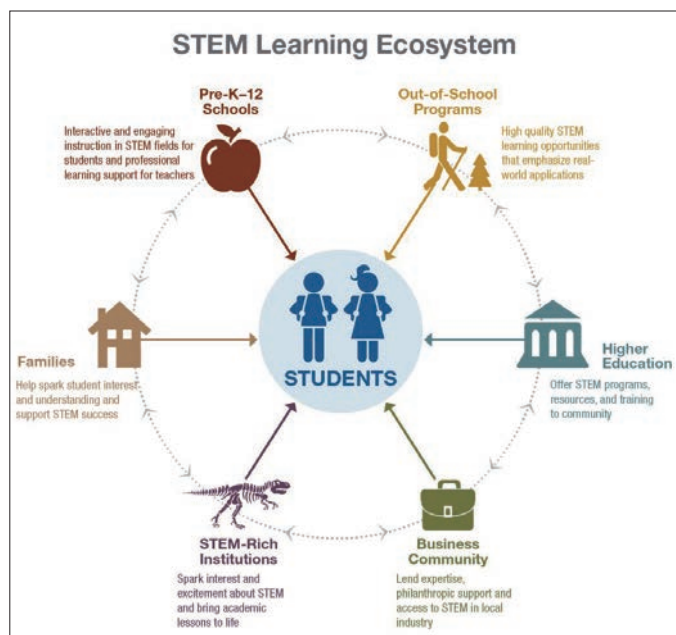 STEM Learning Ecosystem
Pre-K–12
Schools
Interactive and engaging
instruction in STEM fields for
students and professional
learning support for teachers
Out-of-School
Programs
High quality STEM
learning opportunities
that emphasize real-
world applications
Families
Help spark student interest
and understanding and
support STEM success
STUDENTS
Higher
Education
Offer STEM programs,
resources, and training
to community
STEM-Rich
Institutions
Spark interest and
excitement about STEM
and bring academic
lessons to life
Business
Community
Lend expertise,
philanthropic support and
access to STEM in local
industry